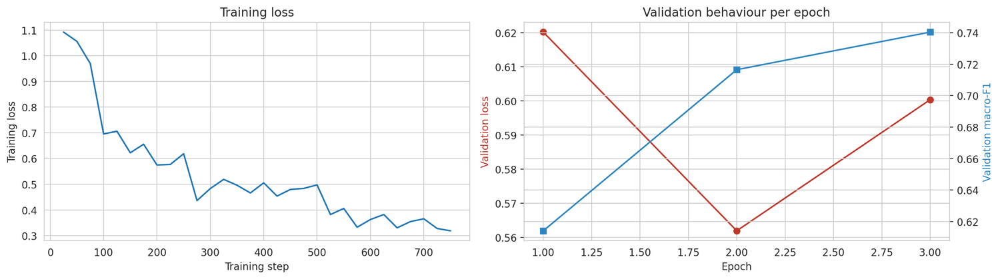 Training loss
Training loss
1.1
1.0
0.9
0.8
0.7
0.6
0.5
0.4
0.3
0 100 200 300 400 500 600 700
Training step
Validation behaviour per epoch
Validation loss
0.62
0.61
0.60
0.59
0.58
0.57
0.56
1.00 1.25 1.50 1.75 2.00 2.25 2.50 2.75 3.00
Epoch
0.74
0.72
0.70
0.68
0.66
0.64
0.62
Validation macro-F1